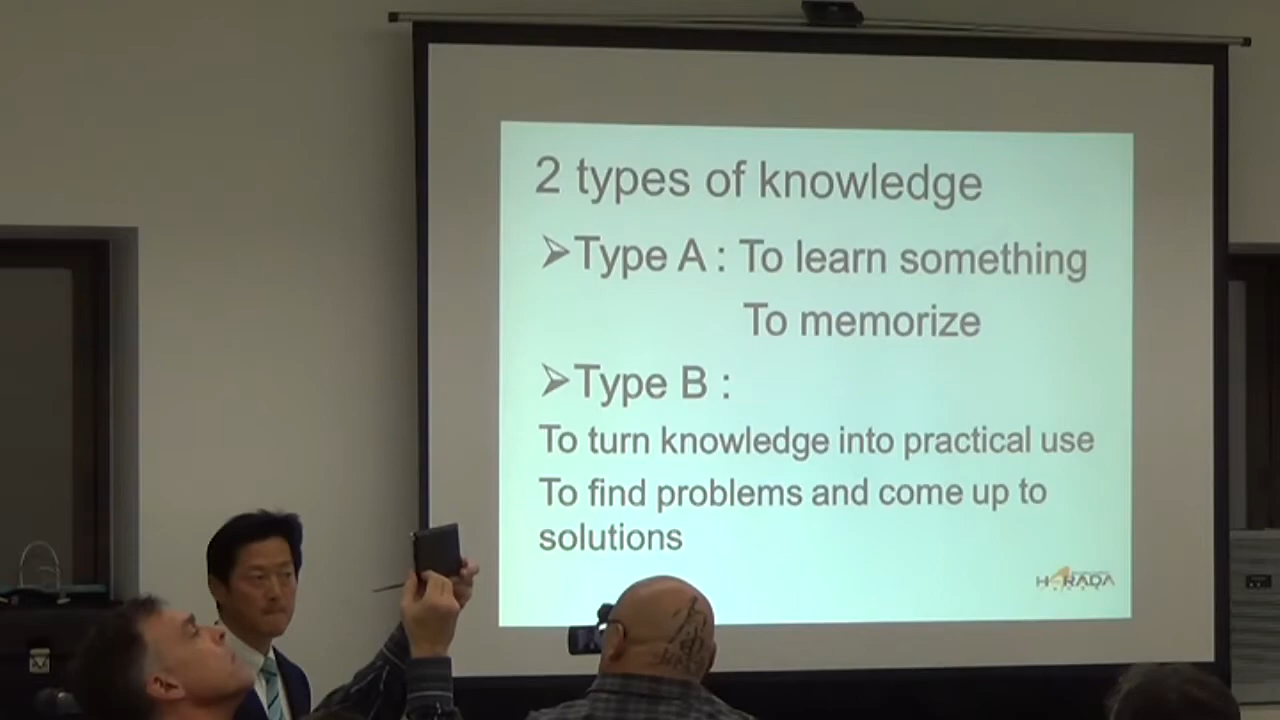 2 types of knowledge
➢Type A : To learn something
To memorize
➢Type B :
To turn knowledge into practical use
To find problems and come up to
solutions
HARADA